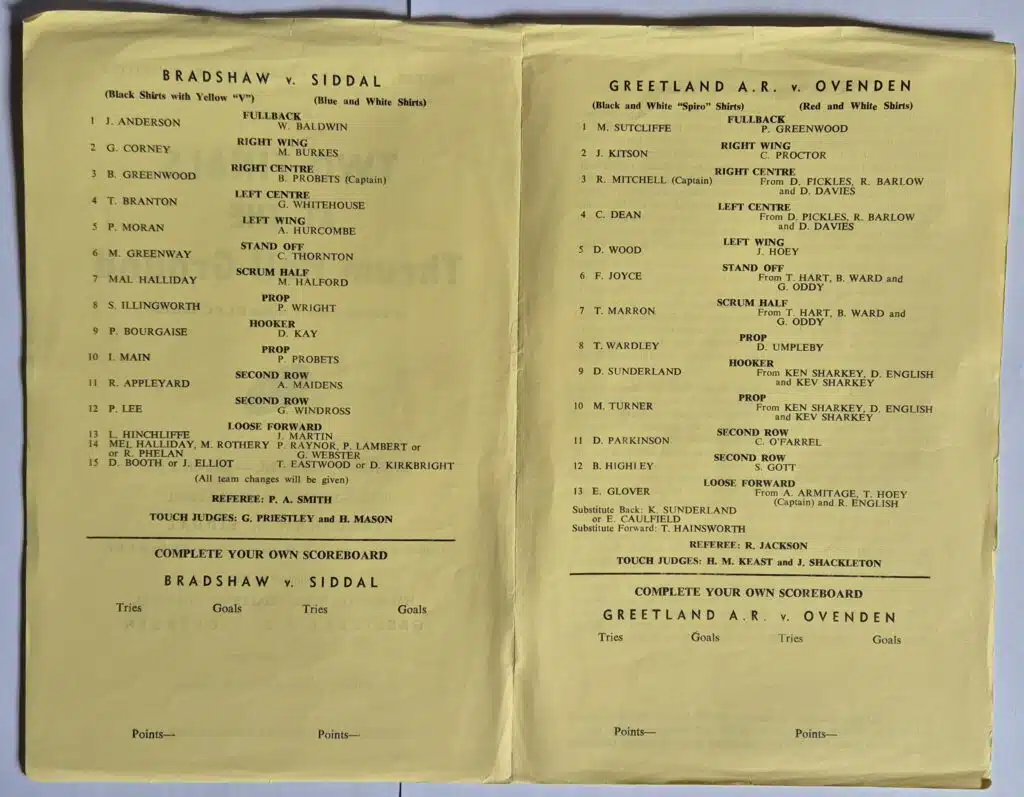 BRADSHAW v. SIDDAL
(Black Shirts with Yellow "V") (Blue and White Shirts)
FULLBACK
1 J. ANDERSON W. BALDWIN
RIGHT WING
2 G. CORNEY M. BURKES
RIGHT CENTRE
3 B. GREENWOOD B. PROBETS (Captain)
LEFT CENTRE
4 T. BRANTON G. WHITEHOUSE
LEFT WING
5 P. MORAN A. HURCOMBE
STAND OFF
6 M. GREENWAY C. THORNTON
SCRUM HALF
7 MAL HALLIDAY M. HALFORD
PROP
8 S. ILLINGWORTH P. WRIGHT
HOOKER
9 P. BOURGAISE D. KAY
PROP
10 I. MAIN P. PROBETS
SECOND ROW
11 R. APPLEYARD A. MAIDENS
SECOND ROW
12 P. LEE G. WINDROSS
LOOSE FORWARD
13 L. HINCHLIFFE J. MARTIN
14 MEL HALLIDAY, M. ROTHERY P. RAYNOR, P. LAMBERT or
or R. PHELAN G. WEBSTER
15 D. BOOTH or J. ELLIOT T. EASTWOOD or D. KIRKBRIGHT
(All team changes will be given)
REFEREE: P. A. SMITH
TOUCH JUDGES: G. PRIESTLEY and H. MASON
COMPLETE YOUR OWN SCOREBOARD
BRADSHAW v. SIDDAL
Tries Goals Tries Goals
Points— Points—
GREETLAND A.R. v. OVENDEN
(Black and White "Spiro" Shirts) (Red and White Shirts)
FULLBACK
1 M. SUTCLIFFE P. GREENWOOD
RIGHT WING
2 J. KITSON C. PROCTOR
RIGHT CENTRE
3 R. MITCHELL (Captain) From D. PICKLES, R. BARLOW
and D. DAVIES
LEFT CENTRE
4 C. DEAN From D. PICKLES, R. BARLOW
and D. DAVIES
LEFT WING
5 D. WOOD J. HOEY
STAND OFF
6 F. JOYCE From T. HART, B. WARD and
G. ODDY
SCRUM HALF
7 T. MARRON From T. HART, B. WARD and
G. ODDY
PROP
8 T. WARDLEY D. UMPLEBY
HOOKER
9 D. SUNDERLAND From KEN SHARKEY, D. ENGLISH
and KEV SHARKEY
PROP
10 M. TURNER From KEN SHARKEY, D. ENGLISH
and KEV SHARKEY
SECOND ROW
11 D. PARKINSON C. O'FARREL
SECOND ROW
12 B. HIGHLEY S. GOTT
LOOSE FORWARD
13 E. GLOVER From A. ARMITAGE, T. HOEY
(Captain) and R. ENGLISH
Substitute Back: K. SUNDERLAND
or E. CAULFIELD
Substitute Forward: T. HAINSWORTH
REFEREE: R. JACKSON
TOUCH JUDGES: H. M. KEAST and J. SHACKLETON
COMPLETE YOUR OWN SCOREBOARD
GREETLAND A.R. v. OVENDEN
Tries Goals Tries Goals
Points— Points—